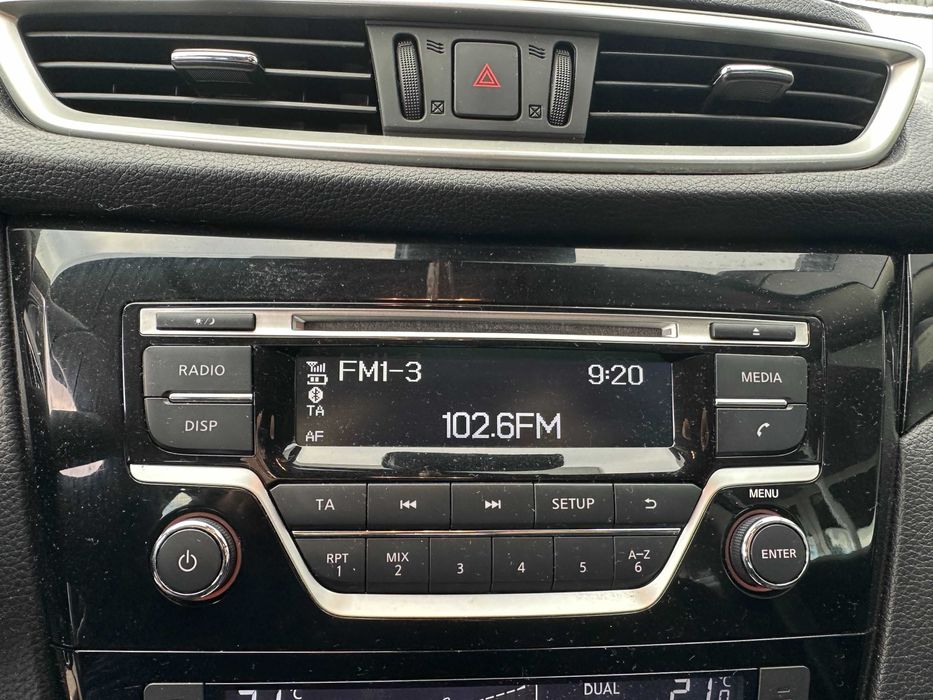 RADIO
DISP
FM1-3
9:20
TA
102.6FM
AF
MEDIA
TA
SETUP
MENU
RPT
1
MIX
2
3
4
5
A-Z
6
ENTER
°C
DUAL
°C